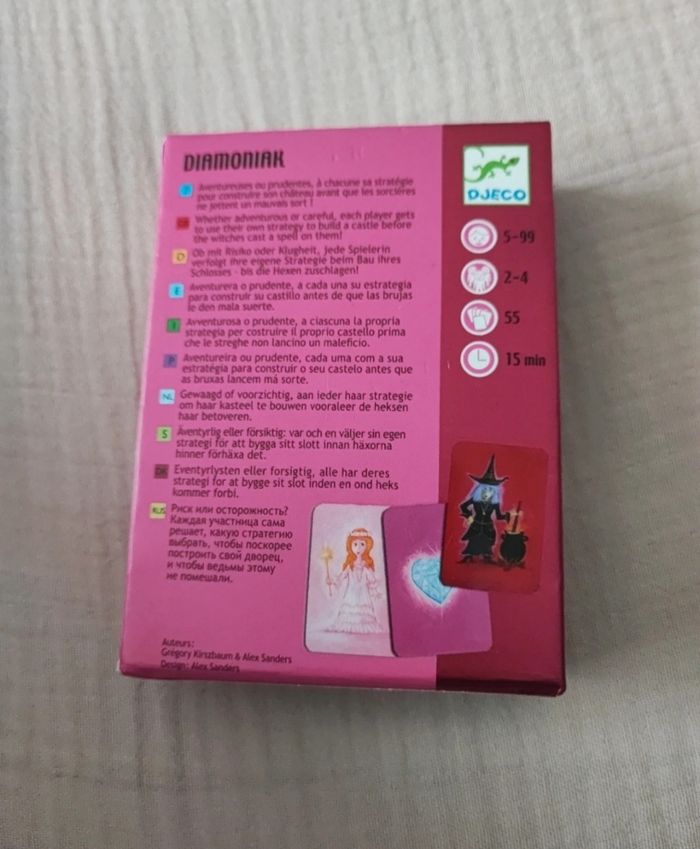 DIAMONIAK
DJECO
F Aventureuses ou prudentes, à chacune sa stratégie
pour construire son château avant que les sorcières
ne jettent un mauvais sort !
GB Whether adventurous or careful, each player gets
to use their own strategy to build a castle before
the witches cast a spell on them!
D Ob mit Risiko oder Klugheit, jede Spielerin
verfolgt ihre eigene Strategie beim Bau ihres
Schlosses - bis die Hexen zuschlagen!
E Aventurera o prudente, a cada una su estrategia
para construir su castillo antes de que las brujas
le den mala suerte.
I Avventurosa o prudente, a ciascuna la propria
strategia per costruire il proprio castello prima
che le streghe non lancino un maleficio.
P Aventureira ou prudente, cada uma com a sua
estratégia para construir o seu castelo antes que
as bruxas lancem má sorte.
NL Gewaagd of voorzichtig, aan ieder haar strategie
om haar kasteel te bouwen vooraleer de heksen
haar betoveren.
S Äventyrlig eller försiktig: var och en väljer sin egen
strategi för att bygga sitt slott innan häxorna
hinner förhäxa det.
DK Eventyrlysten eller forsigtig, alle har deres
strategi for at bygge sit slot inden en ond heks
kommer forbi.
RUS Риск или осторожность?
Каждая участница сама
решает, какую стратегию
выбрать, чтобы поскорее
построить свой дворец,
и чтобы ведьмы этому
не помешали.
5-99
2-4
55
15 min
Auteurs:
Grégory Kirszbaum & Alex Sanders
Design: Alex Sanders